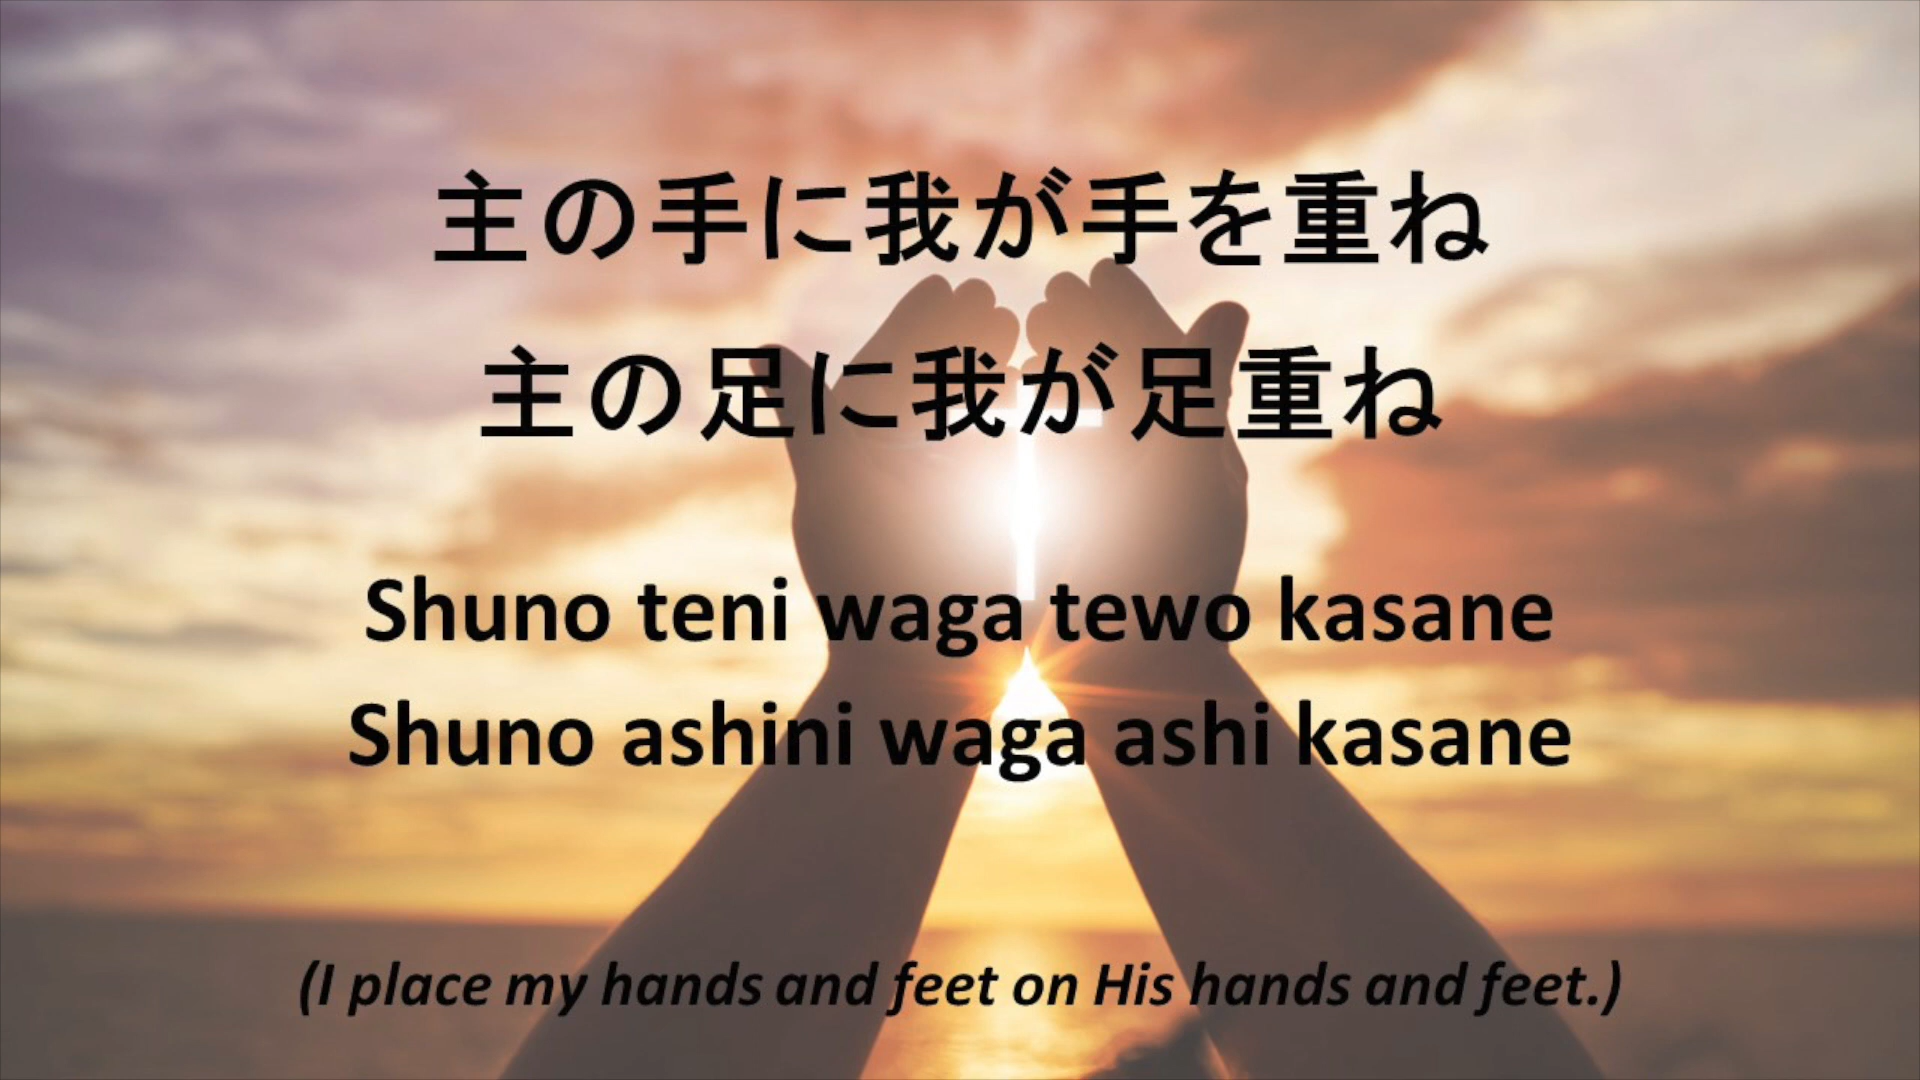 主の手に我が手を重ね
主の足に我が足重ね
Shuno teni waga tewo kasane
Shuno ashini waga ashi kasane
(I place my hands and feet on His hands and feet.)